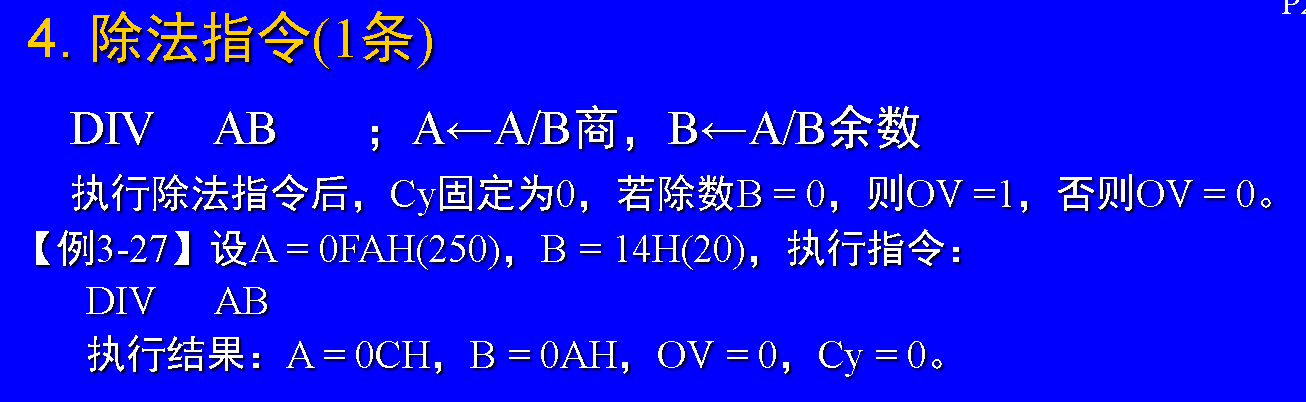 P2
4. 除法指令(1条)
DIV AB ；A←A/B商，B←A/B余数
执行除法指令后，Cy固定为0，若除数B = 0，则OV =1，否则OV = 0。
【例3-27】设A = 0FAH(250)，B = 14H(20)，执行指令：
DIV AB
执行结果：A = 0CH，B = 0AH，OV = 0，Cy = 0。